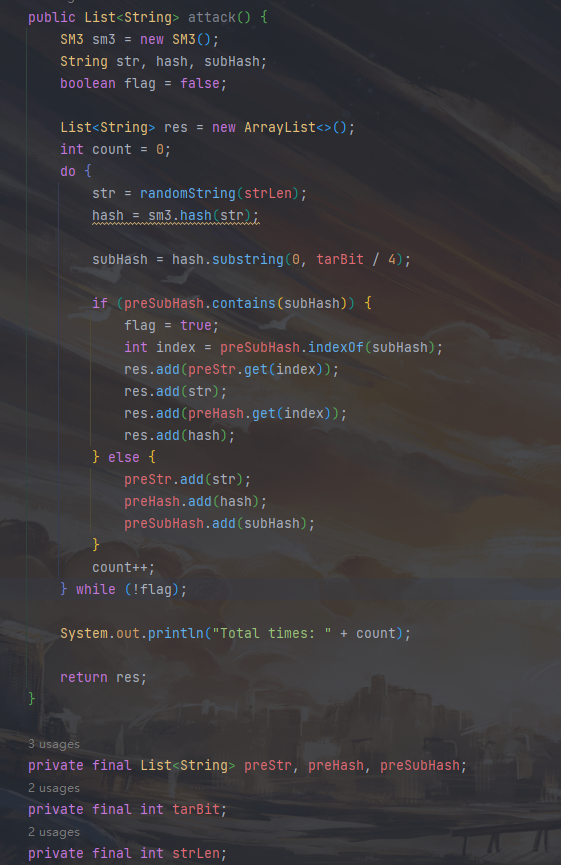 public List<String> attack() {
    SM3 sm3 = new SM3();
    String str, hash, subHash;
    boolean flag = false;

    List<String> res = new ArrayList<>();
    int count = 0;
    do {
        str = randomString(strLen);
        hash = sm3.hash(str);

        subHash = hash.substring(0, tarBit / 4);

        if (preSubHash.contains(subHash)) {
            flag = true;
            int index = preSubHash.indexOf(subHash);
            res.add(preStr.get(index));
            res.add(str);
            res.add(preHash.get(index));
            res.add(hash);
        } else {
            preStr.add(str);
            preHash.add(hash);
            preSubHash.add(subHash);
        }
        count++;
    } while (!flag);

    System.out.println("Total times: " + count);

    return res;
}

3 usages
private final List<String> preStr, preHash, preSubHash;
2 usages
private final int tarBit;
2 usages
private final int strLen;